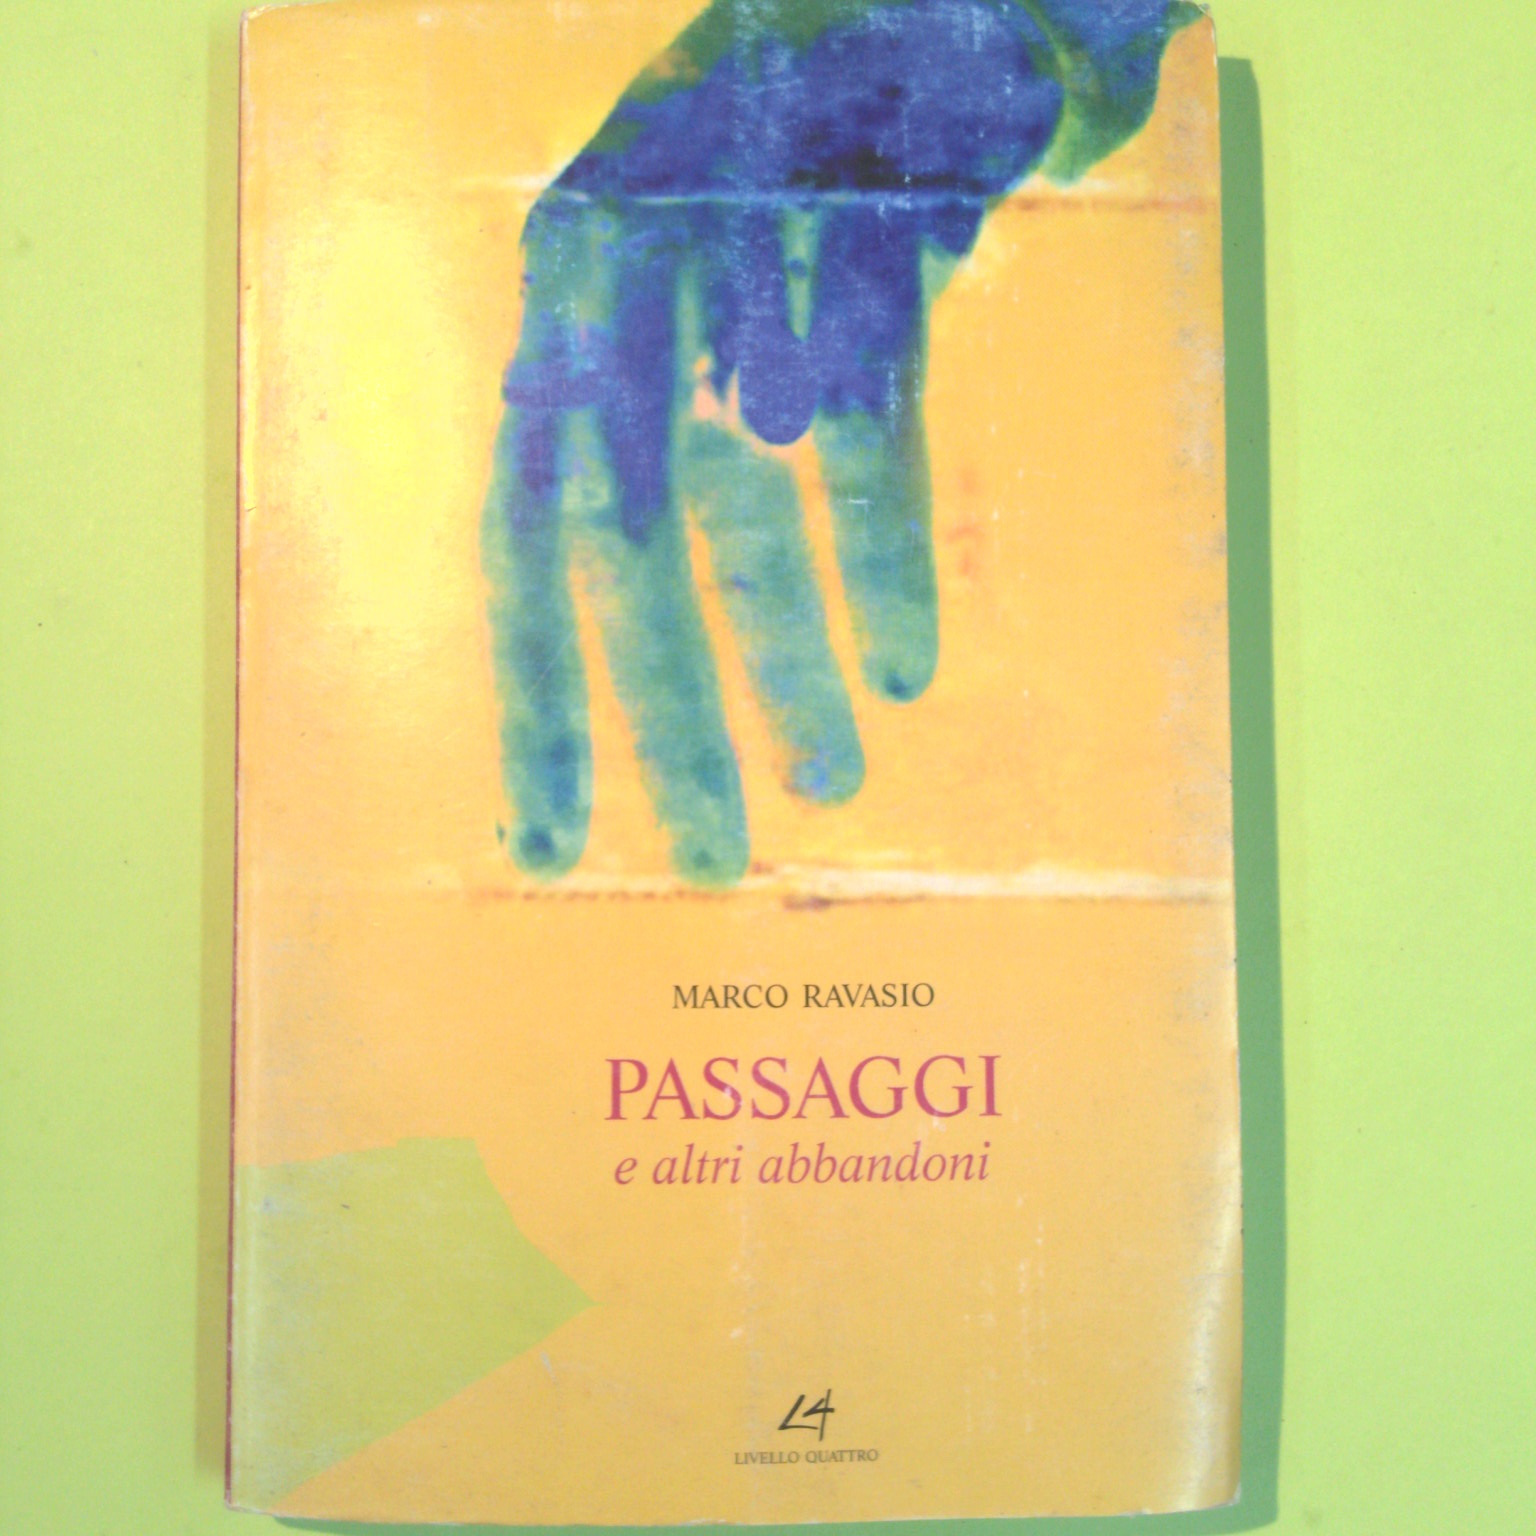 MARCO RAVASIO
PASSAGGI
e altri abbandoni
L4
LIVELLO QUATTRO